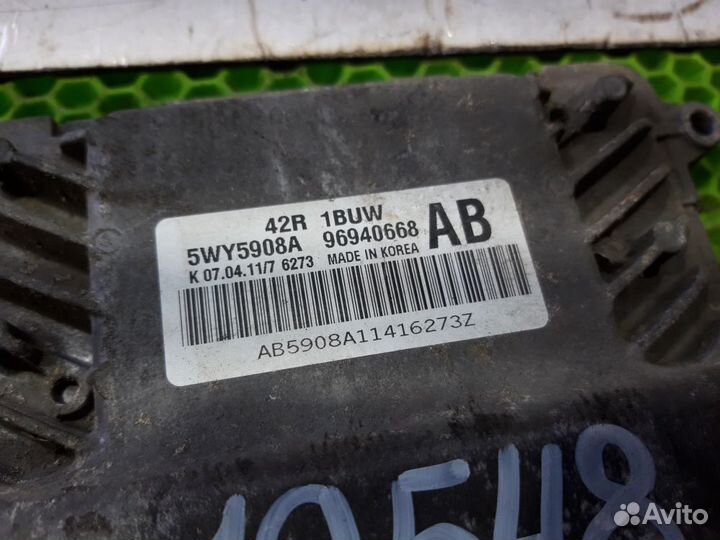 42R 1BUW
5WY5908A 96940668 AB
K 07.04.11/7 6273 MADE IN KOREA
AB5908A11416273Z
10548
Avito